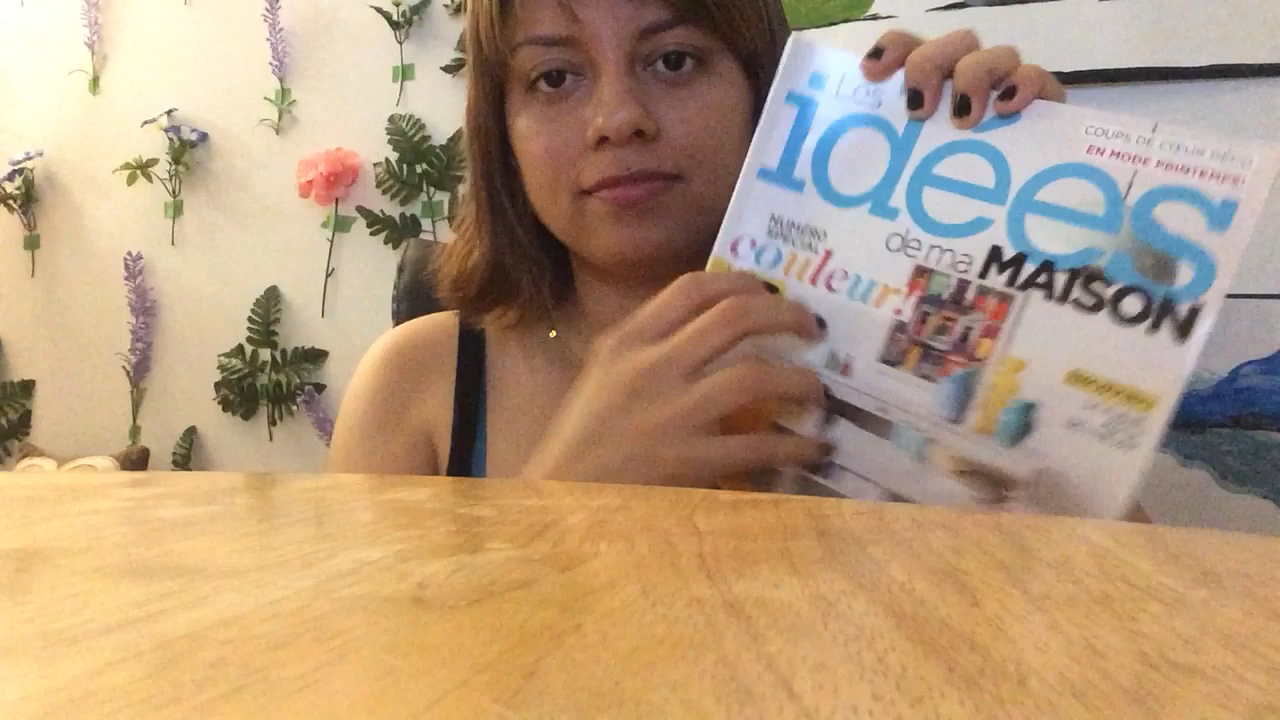 Les
idées
de ma MAISON
COUPS DE CŒUR DÉCO
EN MODE PRINTEMPS!
NUMÉRO
SPÉCIAL
couleur!